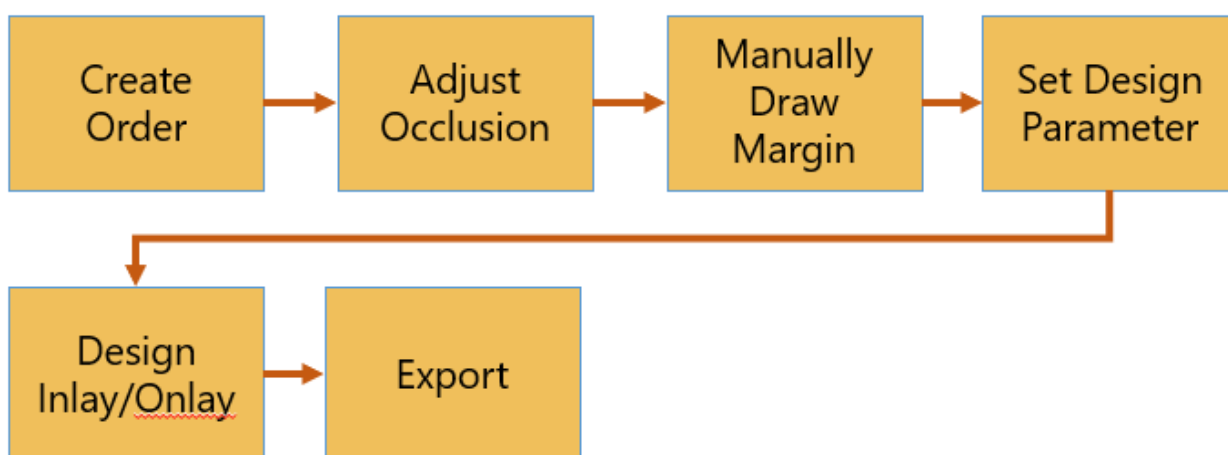 Create
Order
Adjust
Occlusion
Manually
Draw
Margin
Set Design
Parameter
Design
Inlay/Onlay
Export